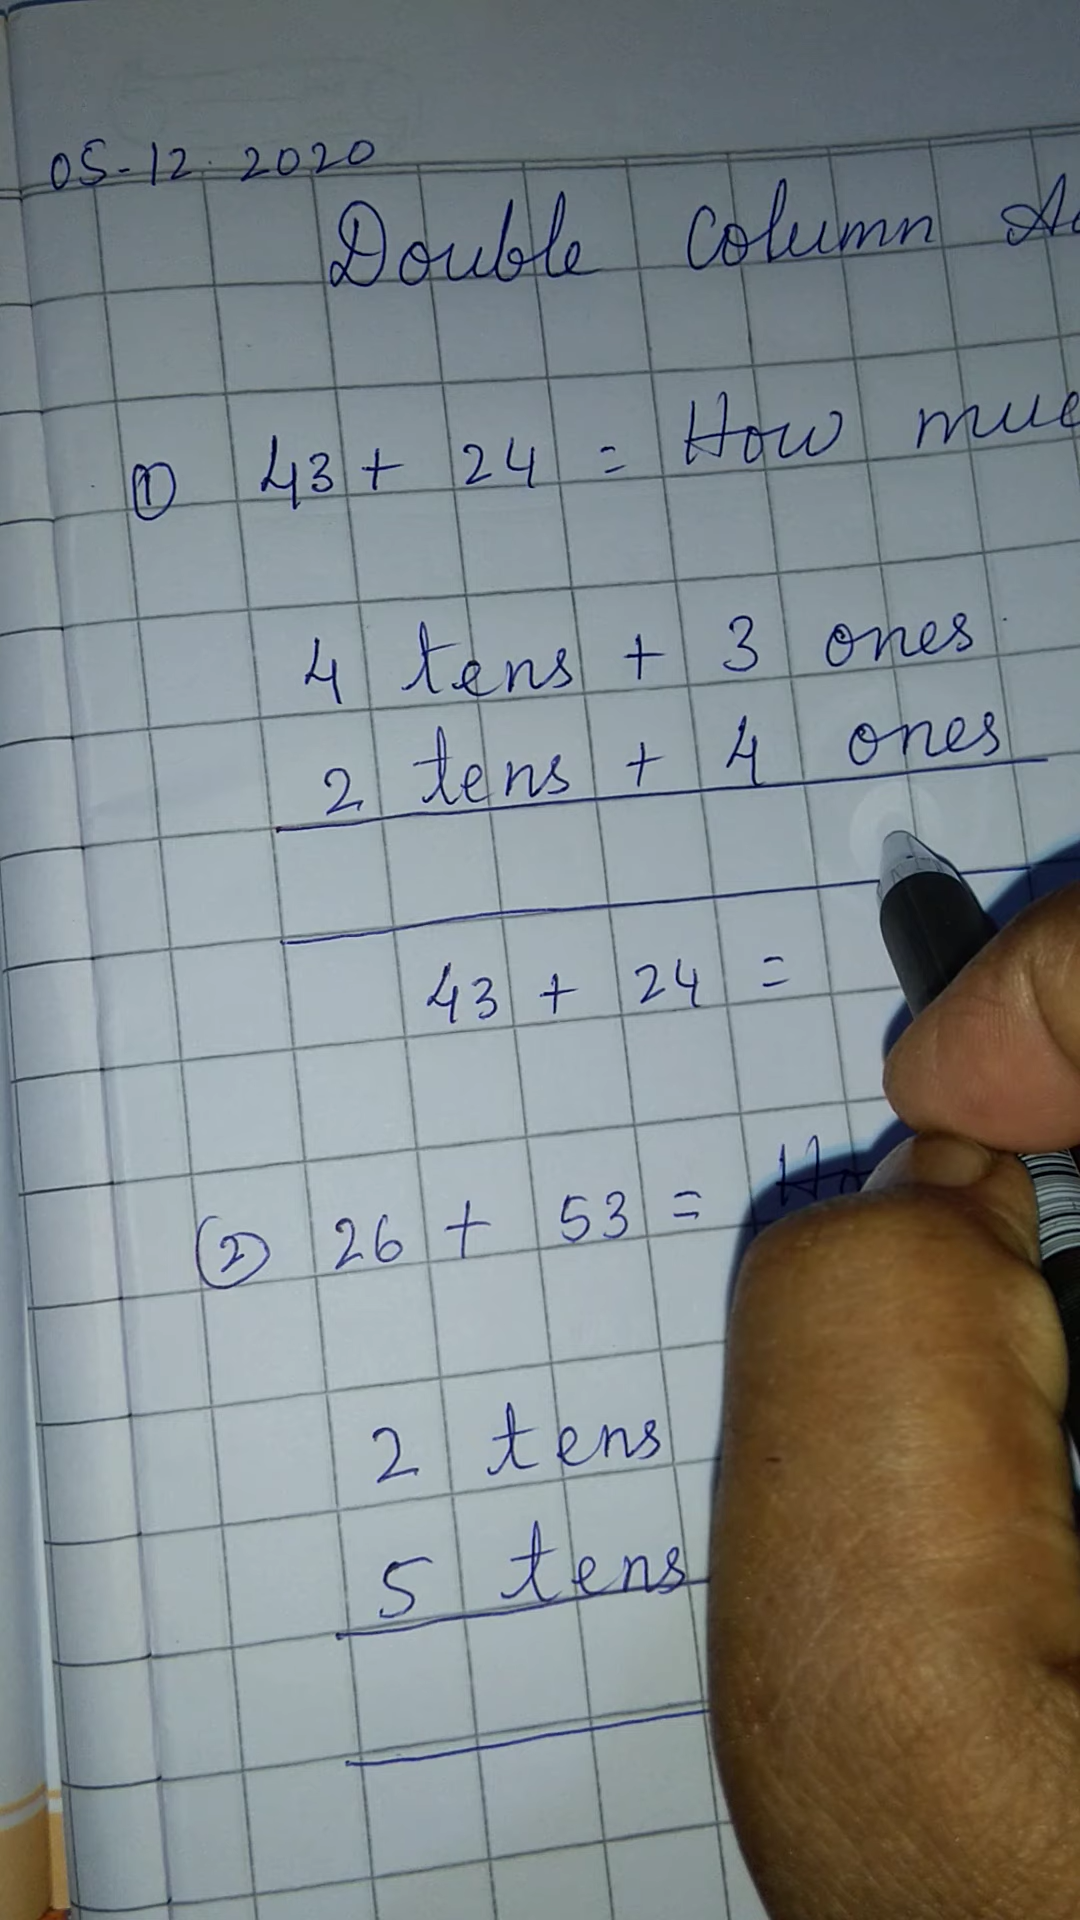 05-12.2020
Double Column
① 43 + 24 = How
4 tens + 3 ones
2 tens + 4 ones
43 + 24 =
② 26 + 53 =
2 tens
5 tens